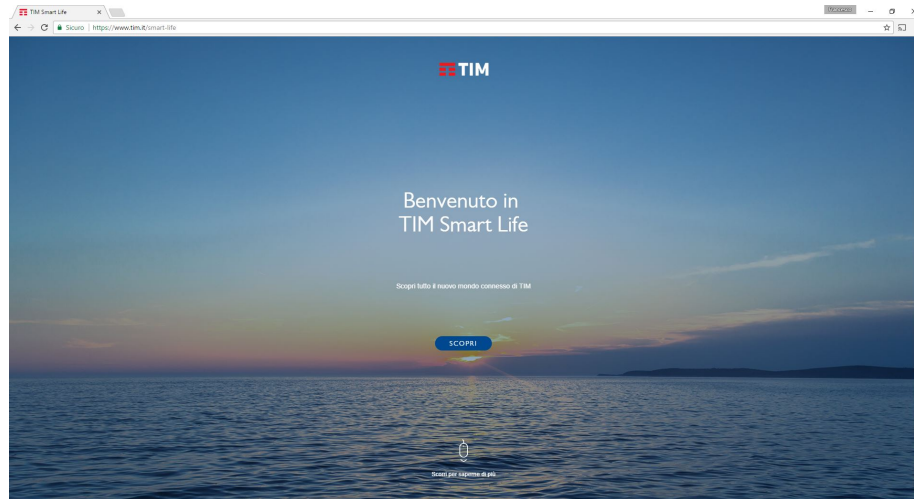 TIM Smart Life
Francesco
Sicuro
https://www.tim.it/smart-life
TIM
Benvenuto in
TIM Smart Life
Scopri tutto il nuovo mondo connesso di TIM
SCOPRI
Scorri per saperne di più